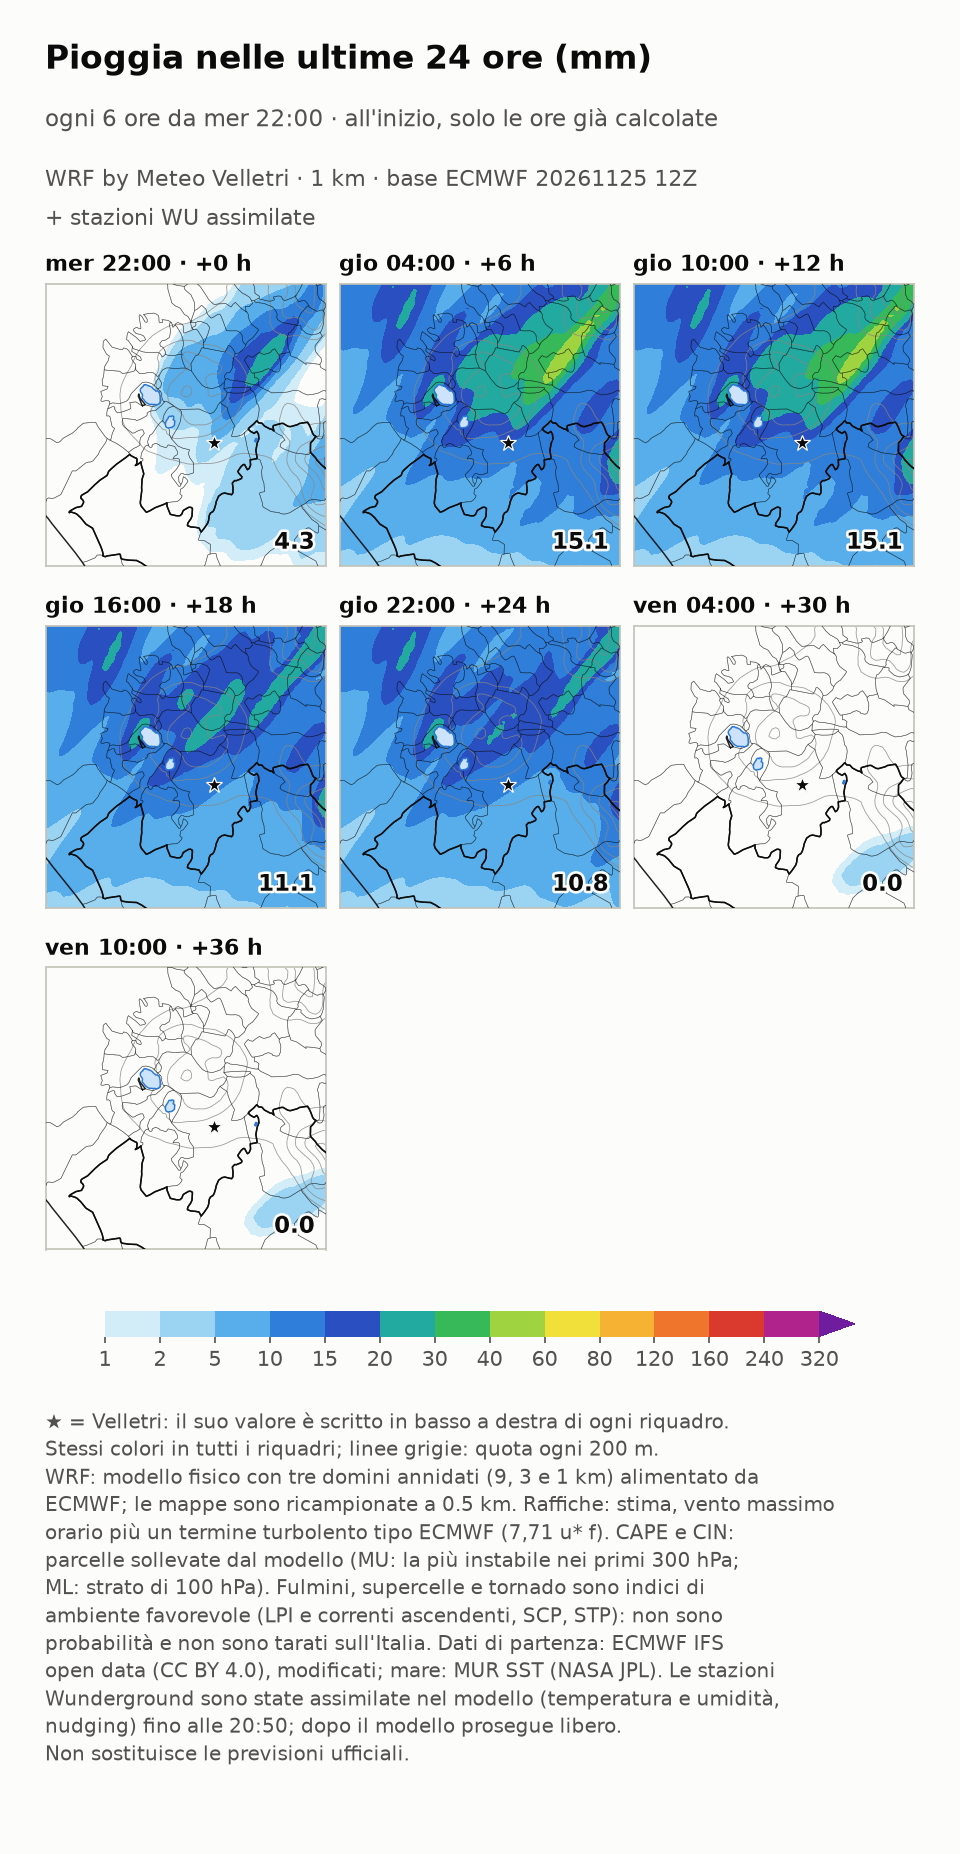 Pioggia nelle ultime 24 ore (mm)
ogni 6 ore da mer 22:00 · all'inizio, solo le ore già calcolate
WRF by Meteo Velletri · 1 km · base ECMWF 20261125 12Z
+ stazioni WU assimilate
mer 22:00 · +0 h
gio 04:00 · +6 h
gio 10:00 · +12 h
4.3
15.1
15.1
gio 16:00 · +18 h
gio 22:00 · +24 h
ven 04:00 · +30 h
11.1
10.8
0.0
ven 10:00 · +36 h
0.0
1 2 5 10 15 20 30 40 60 80 120 160 240 320
★ = Velletri: il suo valore è scritto in basso a destra di ogni riquadro.
Stessi colori in tutti i riquadri; linee grigie: quota ogni 200 m.
WRF: modello fisico con tre domini annidati (9, 3 e 1 km) alimentato da
ECMWF; le mappe sono ricampionate a 0.5 km. Raffiche: stima, vento massimo
orario più un termine turbolento tipo ECMWF (7,71 u* f). CAPE e CIN:
parcelle sollevate dal modello (MU: la più instabile nei primi 300 hPa;
ML: strato di 100 hPa). Fulmini, supercelle e tornado sono indici di
ambiente favorevole (LPI e correnti ascendenti, SCP, STP): non sono
probabilità e non sono tarati sull'Italia. Dati di partenza: ECMWF IFS
open data (CC BY 4.0), modificati; mare: MUR SST (NASA JPL). Le stazioni
Wunderground sono state assimilate nel modello (temperatura e umidità,
nudging) fino alle 20:50; dopo il modello prosegue libero.
Non sostituisce le previsioni ufficiali.